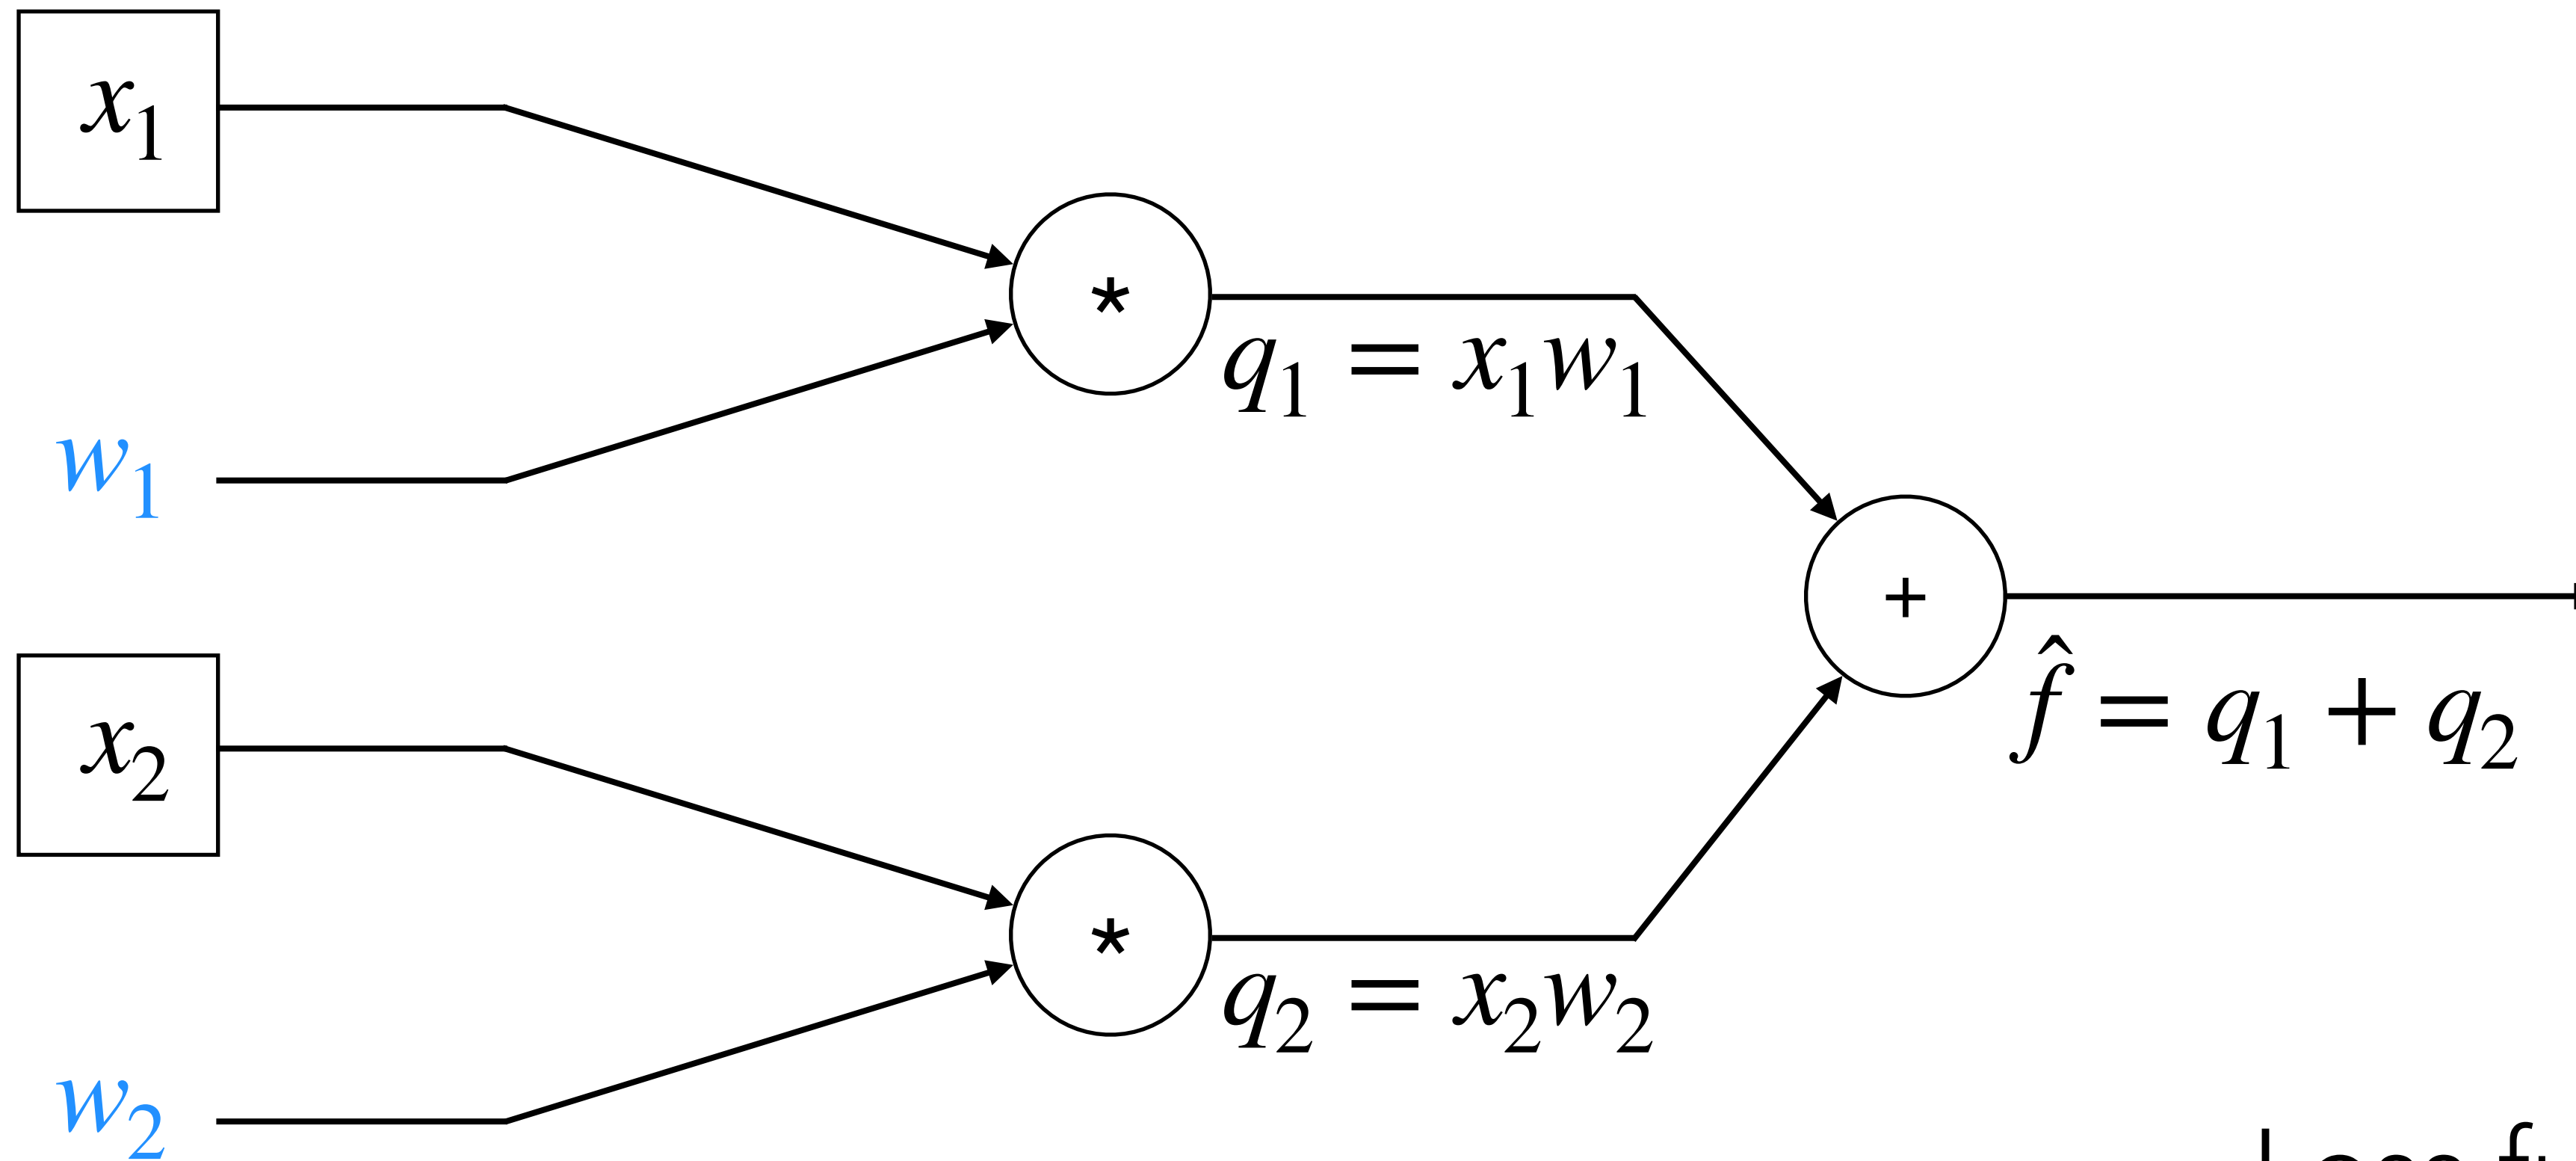 x₁
*
q₁ = x₁w₁
w₁
+
x₂
f̂ = q₁ + q₂
*
q₂ = x₂w₂
w₂